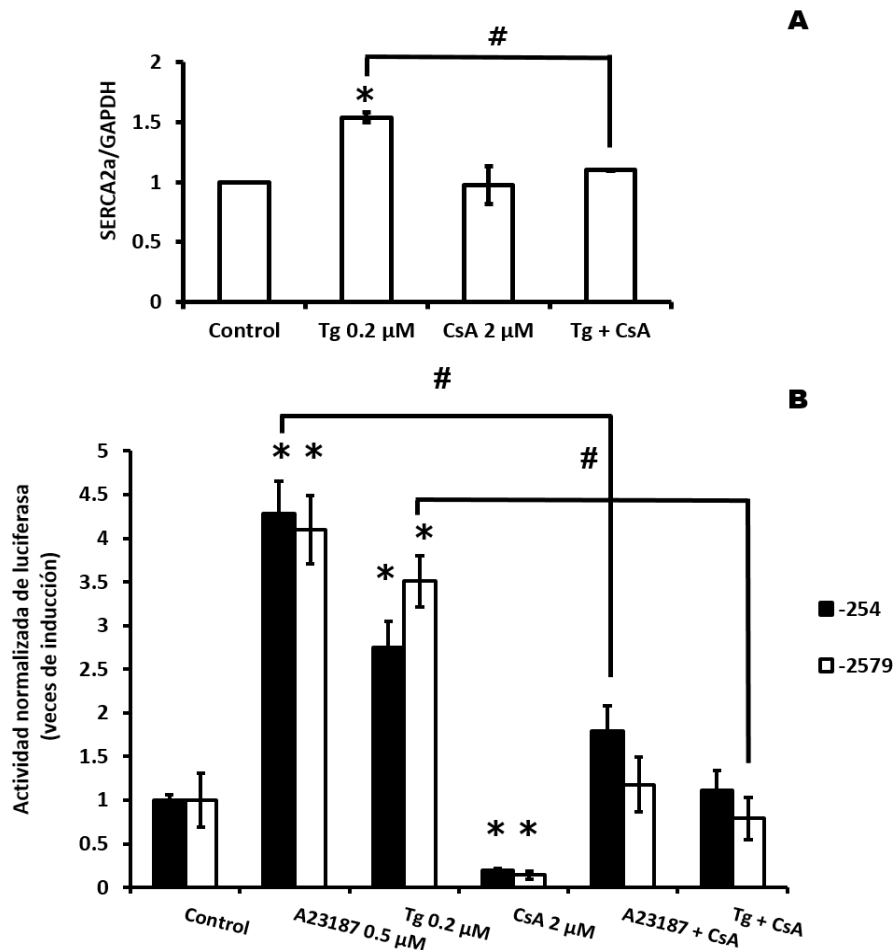 A
#
*
SERCA2a/GAPDH
2
1.5
1
0.5
0
Control
Tg 0.2 µM
CsA 2 µM
Tg + CsA
B
#
#
* *
* *
* *
Actividad normalizada de luciferasa
(veces de inducción)
5
4.5
4
3.5
3
2.5
2
1.5
1
0.5
0
Control
A23187 0.5 µM
Tg 0.2 µM
CsA 2 µM
A23187 + CsA
Tg + CsA
-254
-2579